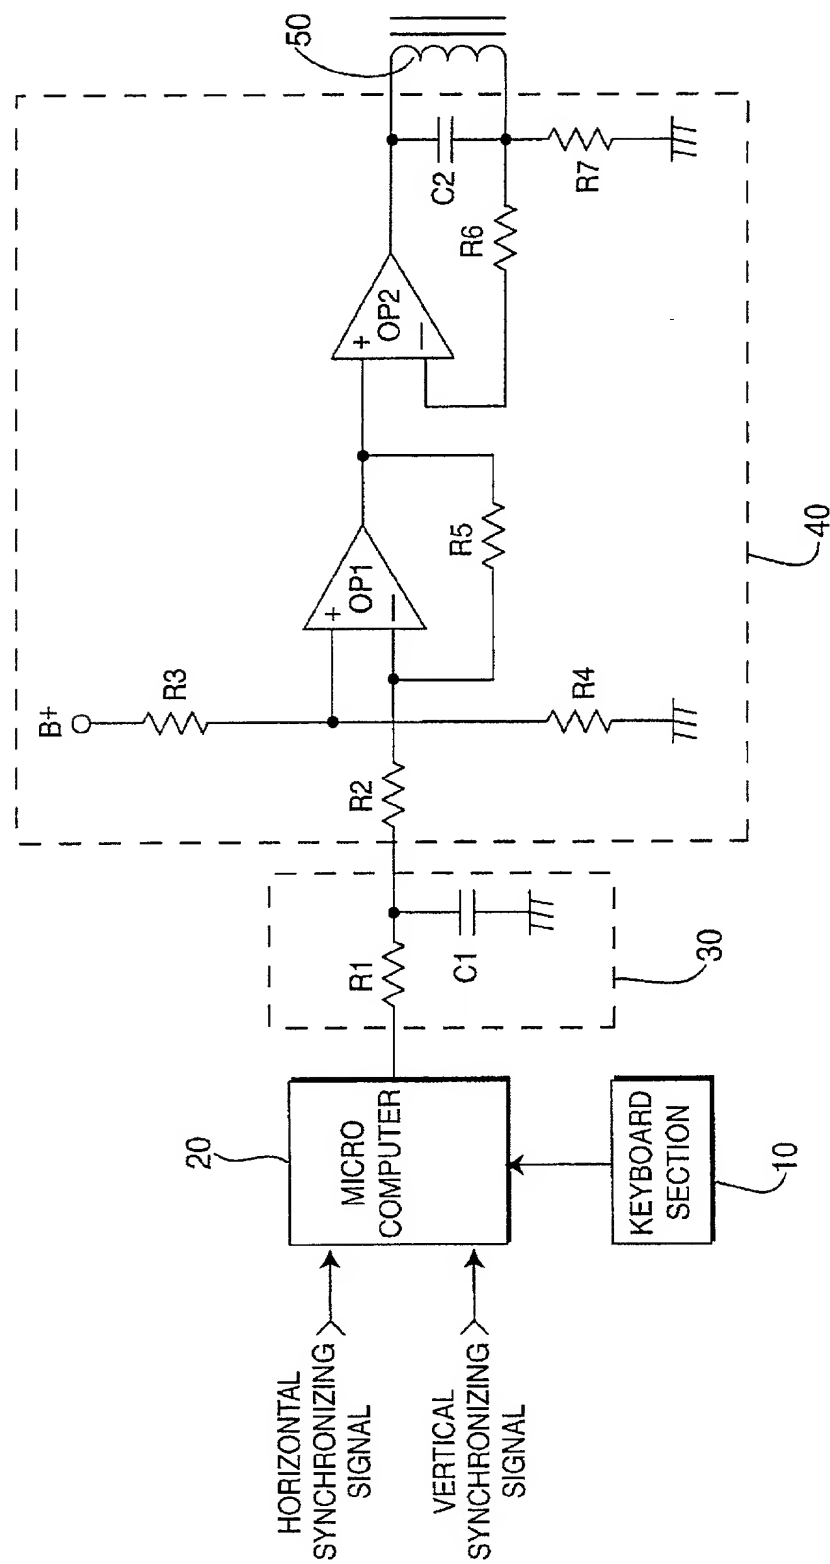 HORIZONTAL
SYNCHRONIZING
SIGNAL
VERTICAL
SYNCHRONIZING
SIGNAL
20
MICRO
COMPUTER
KEYBOARD
SECTION
10
R1
C1
30
B+
R3
R2
R4
+
OP1
−
R5
+
OP2
−
R6
C2
R7
40
50